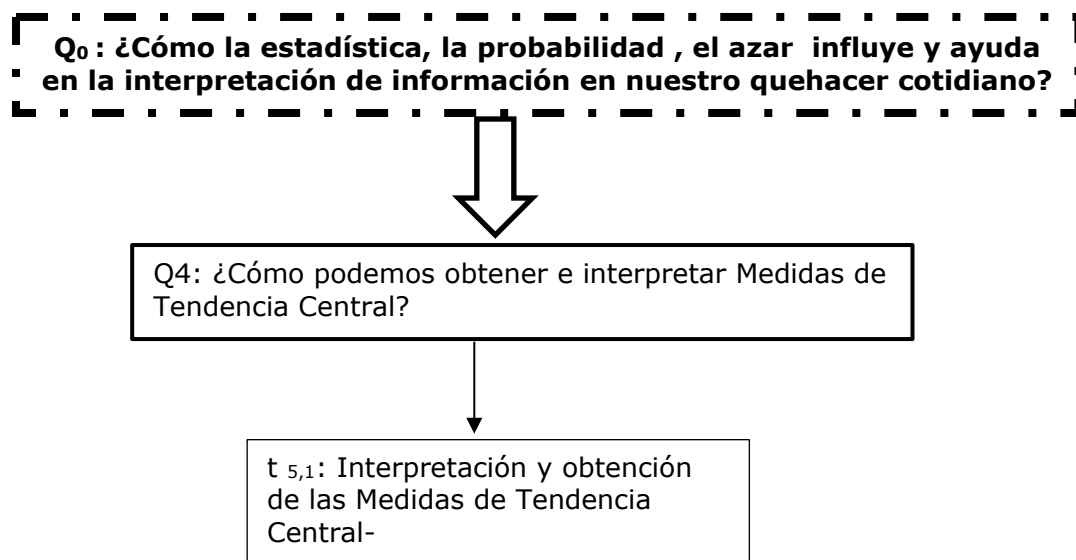 Q₀ : ¿Cómo la estadística, la probabilidad , el azar influye y ayuda
en la interpretación de información en nuestro quehacer cotidiano?
Q4: ¿Cómo podemos obtener e interpretar Medidas de
Tendencia Central?
t 5,1: Interpretación y obtención
de las Medidas de Tendencia
Central-